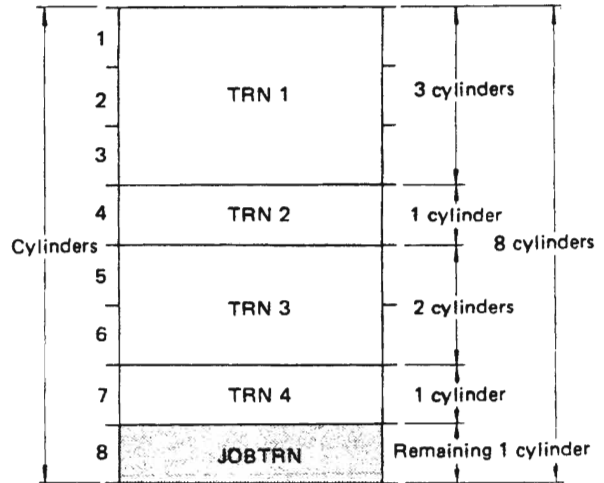 1
2
TRN 1
3 cylinders
3
4
TRN 2
1 cylinder
Cylinders
8 cylinders
5
TRN 3
2 cylinders
6
7
TRN 4
1 cylinder
8
JOBTRN
Remaining 1 cylinder